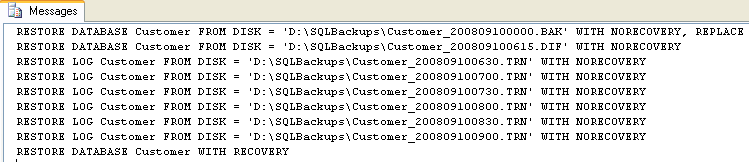 Messages
RESTORE DATABASE Customer FROM DISK = 'D:\SQLBackups\Customer_200809100000.BAK' WITH NORECOVERY, REPLACE
RESTORE DATABASE Customer FROM DISK = 'D:\SQLBackups\Customer_200809100615.DIF' WITH NORECOVERY
RESTORE LOG Customer FROM DISK = 'D:\SQLBackups\Customer_200809100630.TRN' WITH NORECOVERY
RESTORE LOG Customer FROM DISK = 'D:\SQLBackups\Customer_200809100700.TRN' WITH NORECOVERY
RESTORE LOG Customer FROM DISK = 'D:\SQLBackups\Customer_200809100730.TRN' WITH NORECOVERY
RESTORE LOG Customer FROM DISK = 'D:\SQLBackups\Customer_200809100800.TRN' WITH NORECOVERY
RESTORE LOG Customer FROM DISK = 'D:\SQLBackups\Customer_200809100830.TRN' WITH NORECOVERY
RESTORE LOG Customer FROM DISK = 'D:\SQLBackups\Customer_200809100900.TRN' WITH NORECOVERY
RESTORE DATABASE Customer WITH RECOVERY